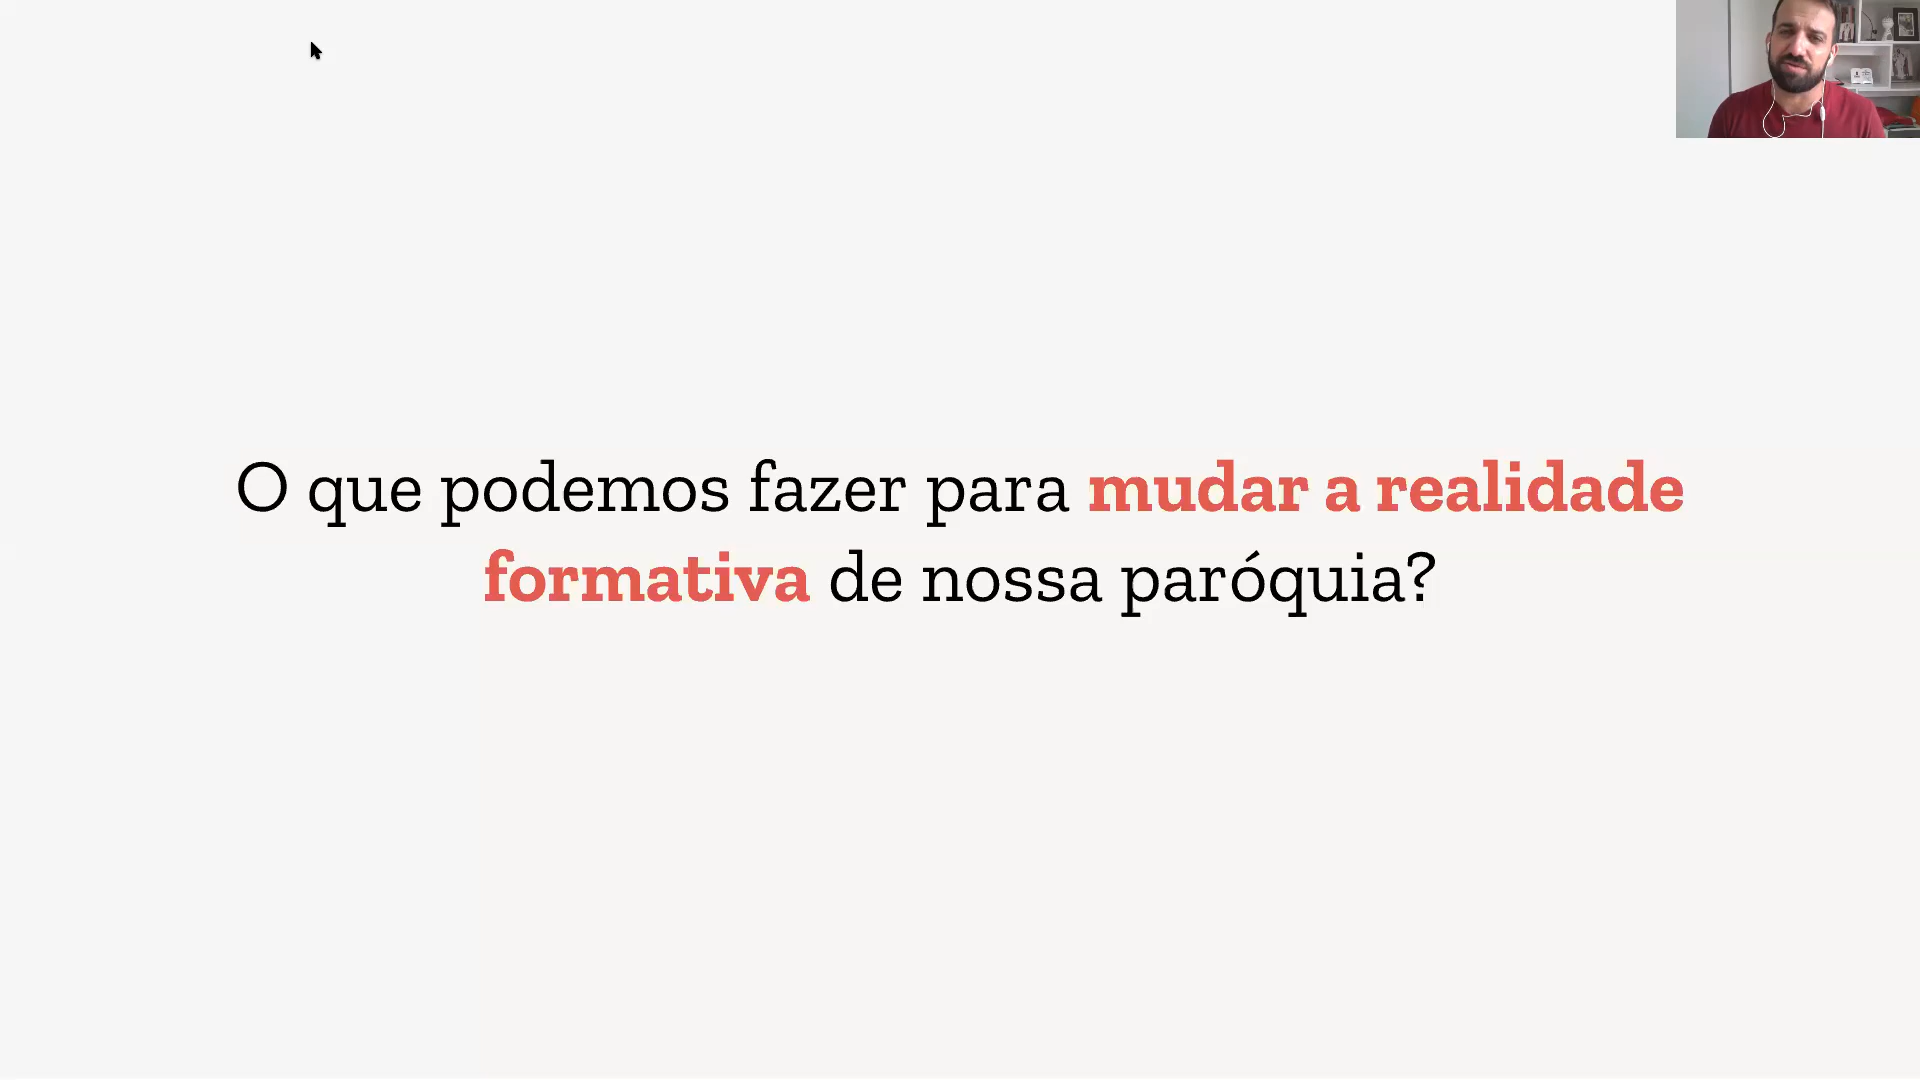 O que podemos fazer para mudar a realidade
formativa de nossa paróquia?